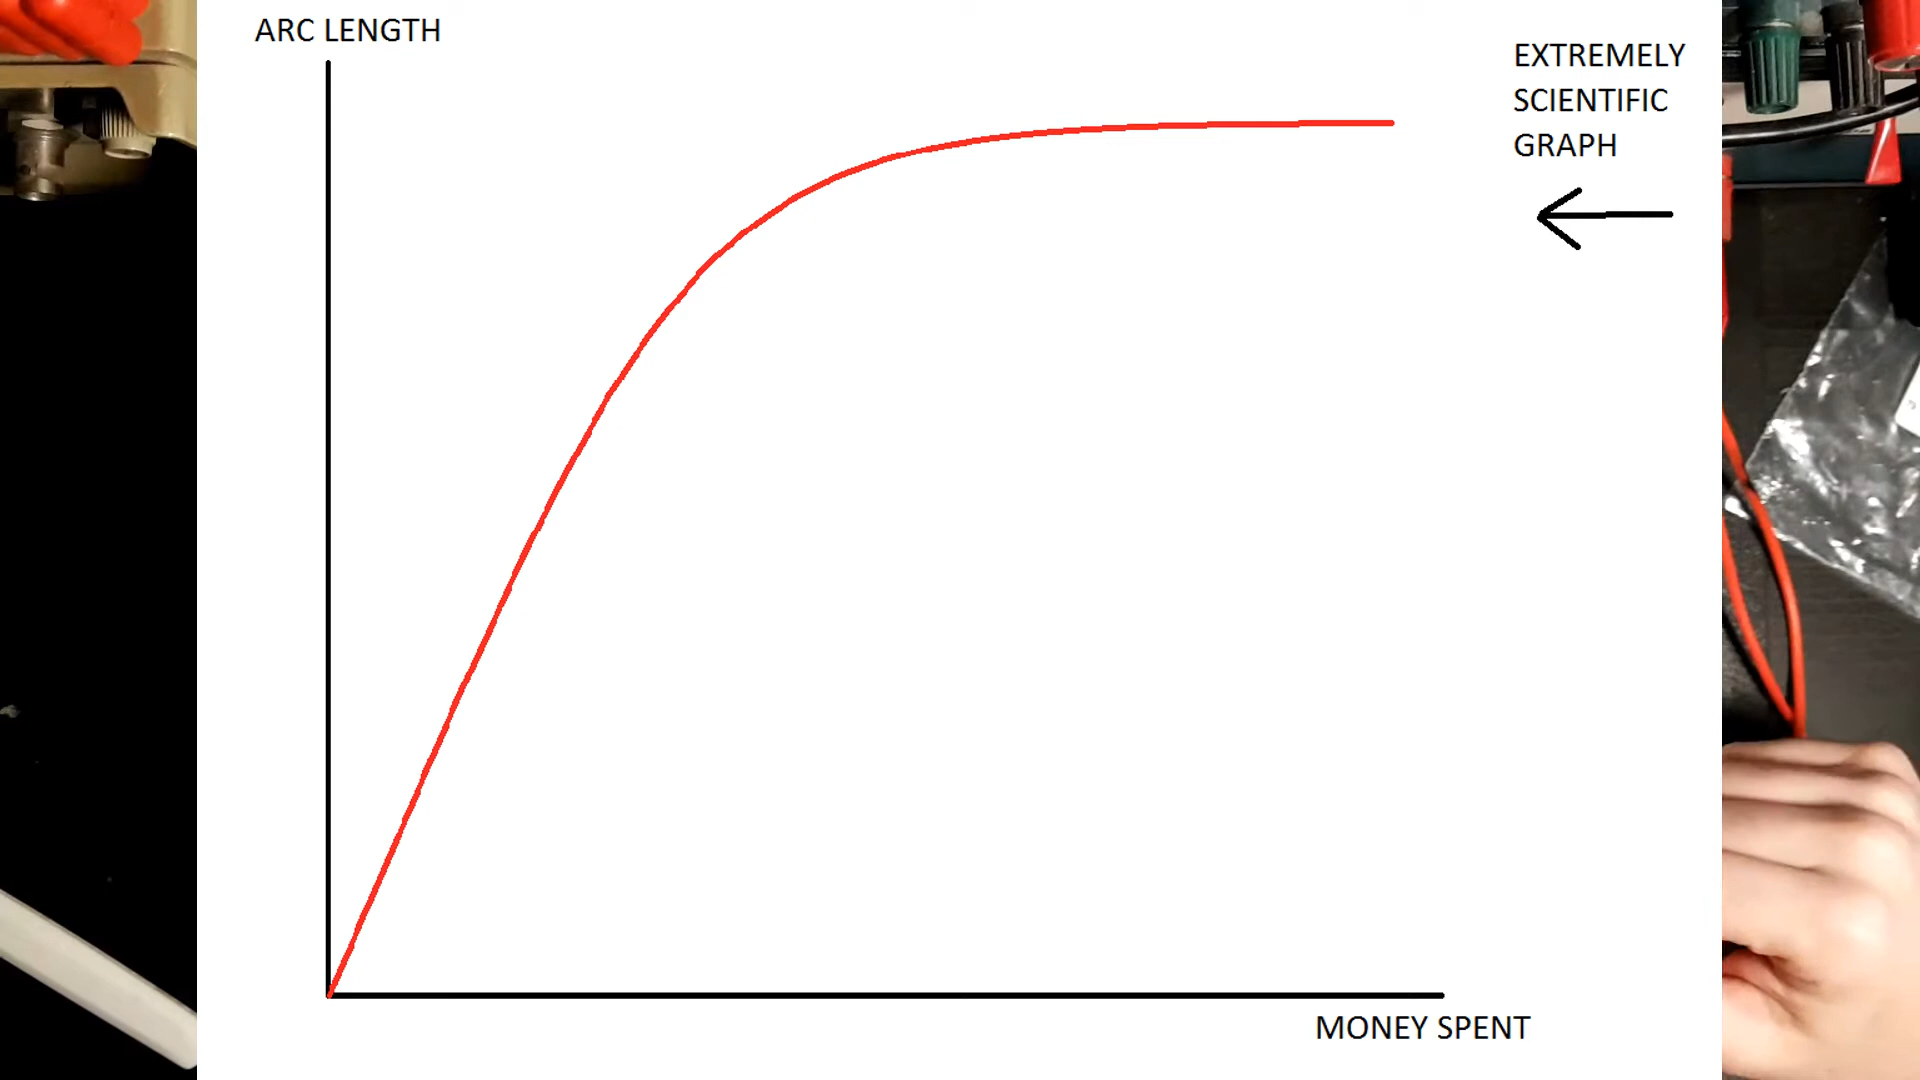 ARC LENGTH
EXTREMELY
SCIENTIFIC
GRAPH
MONEY SPENT